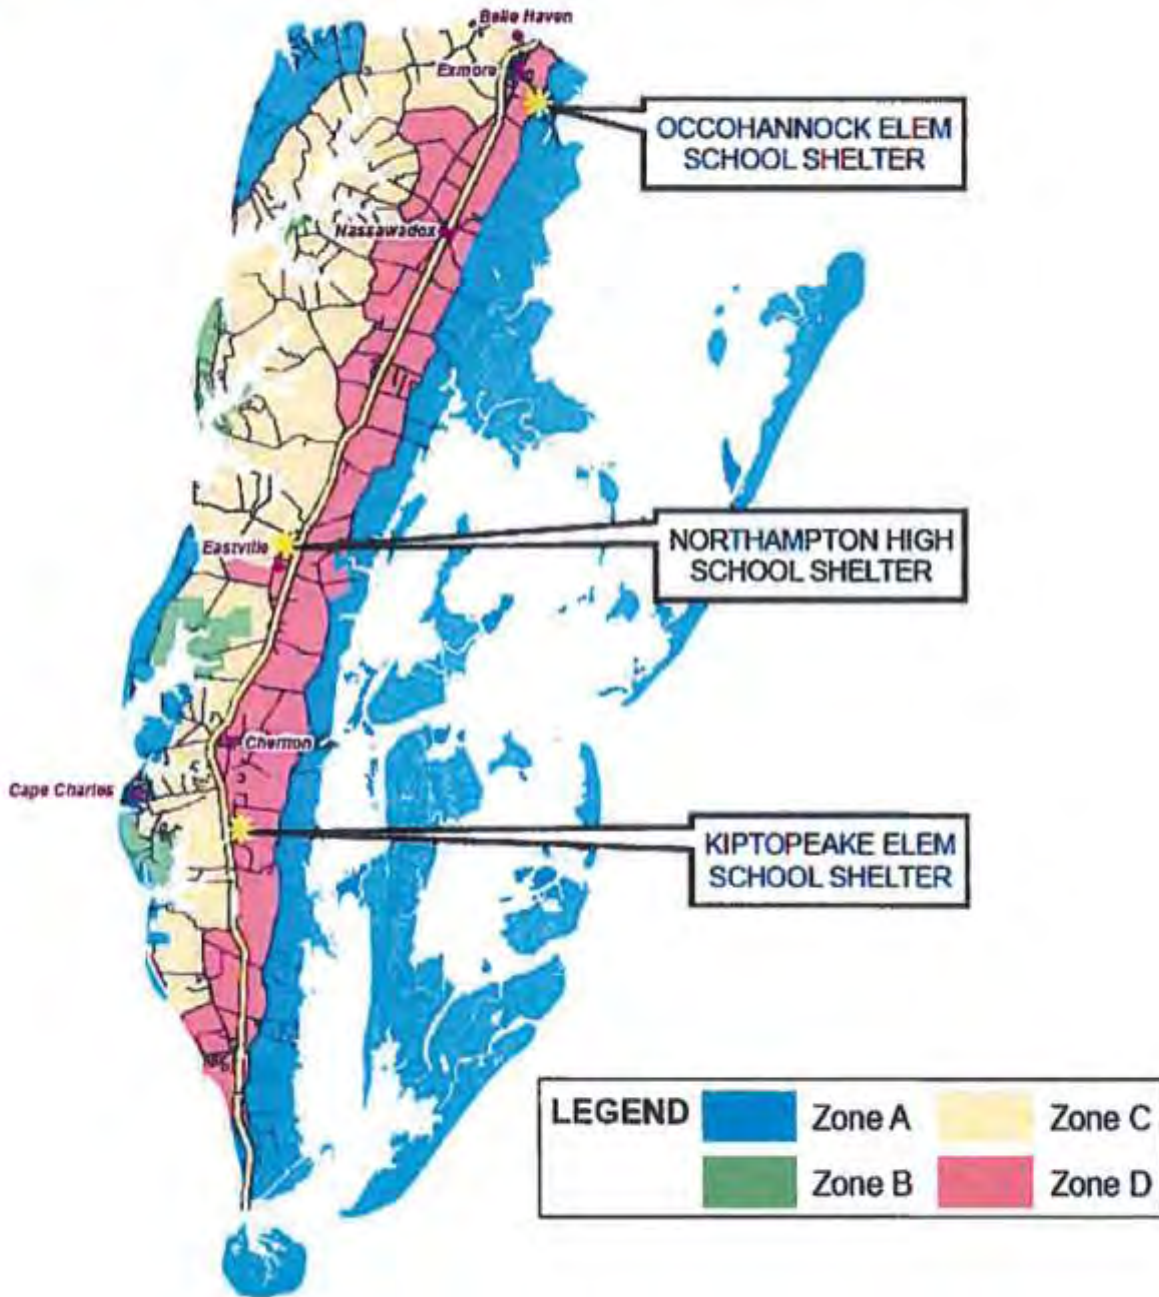 Belle Haven
Exmore
OCCOHANNOCK ELEM
SCHOOL SHELTER
Nassawadox
NORTHAMPTON HIGH
SCHOOL SHELTER
Eastville
Cheriton
Cape Charles
KIPTOPEAKE ELEM
SCHOOL SHELTER
LEGEND
Zone A
Zone C
Zone B
Zone D